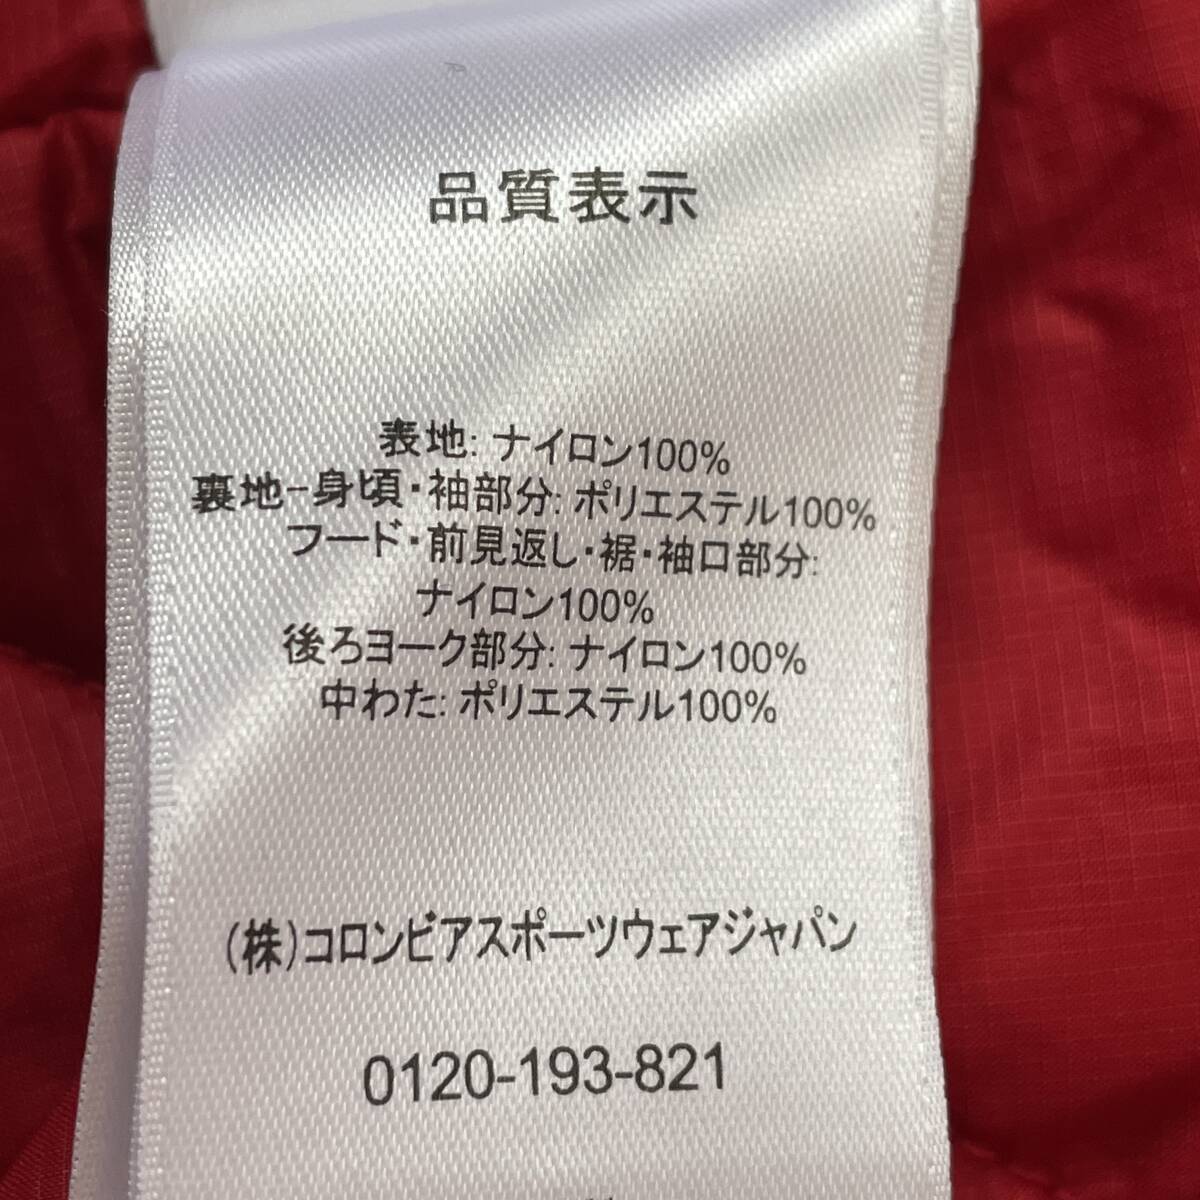 品質表示
表地: ナイロン100%
裏地-身頃・袖部分: ポリエステル100%
フード・前見返し・裾・袖口部分:
ナイロン100%
後ろヨーク部分: ナイロン100%
中わた: ポリエステル100%
(株)コロンビアスポーツウェアジャパン
0120-193-821